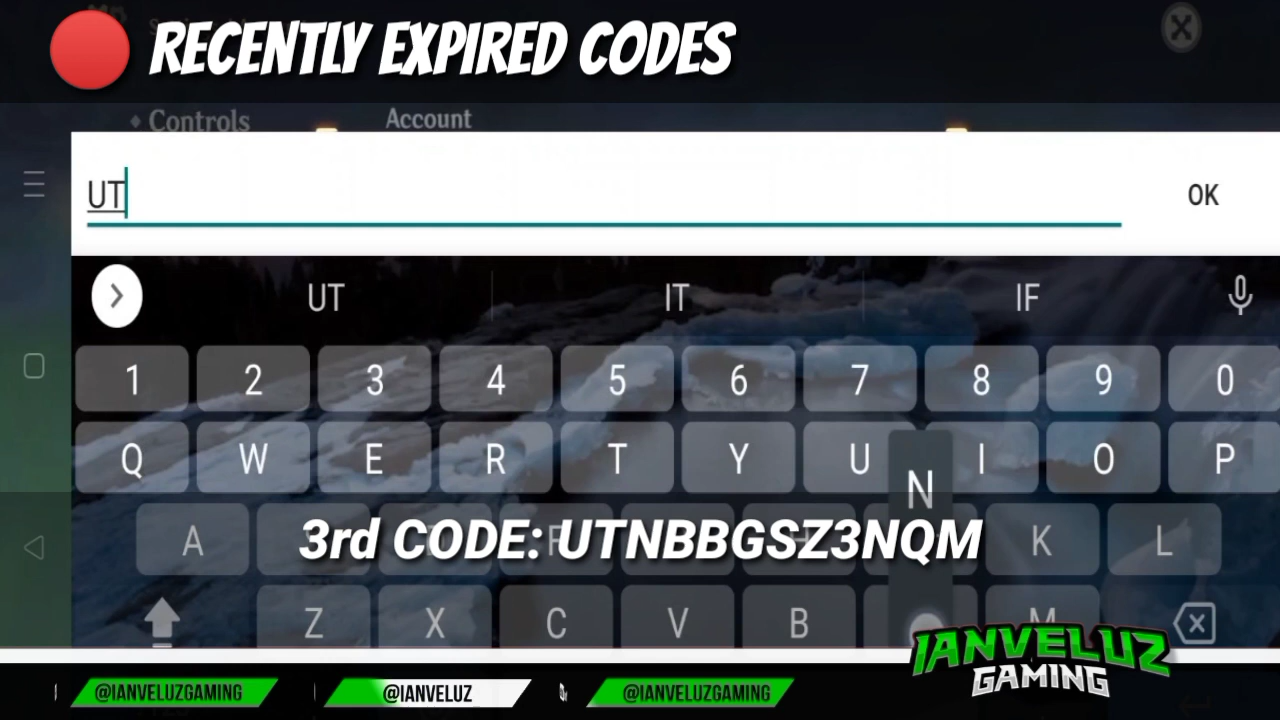 RECENTLY EXPIRED CODES
Controls
Account
UT
OK
UT
IT
IF
1 2 3 4 5 6 7 8 9 0
Q W E R T Y U I O P
N
A
K L
3rd CODE: UTNBBGSZ3NQM
Z X C V B M
IANVELUZ
GAMING
@IANVELUZGAMING
@IANVELUZ
@IANVELUZGAMING